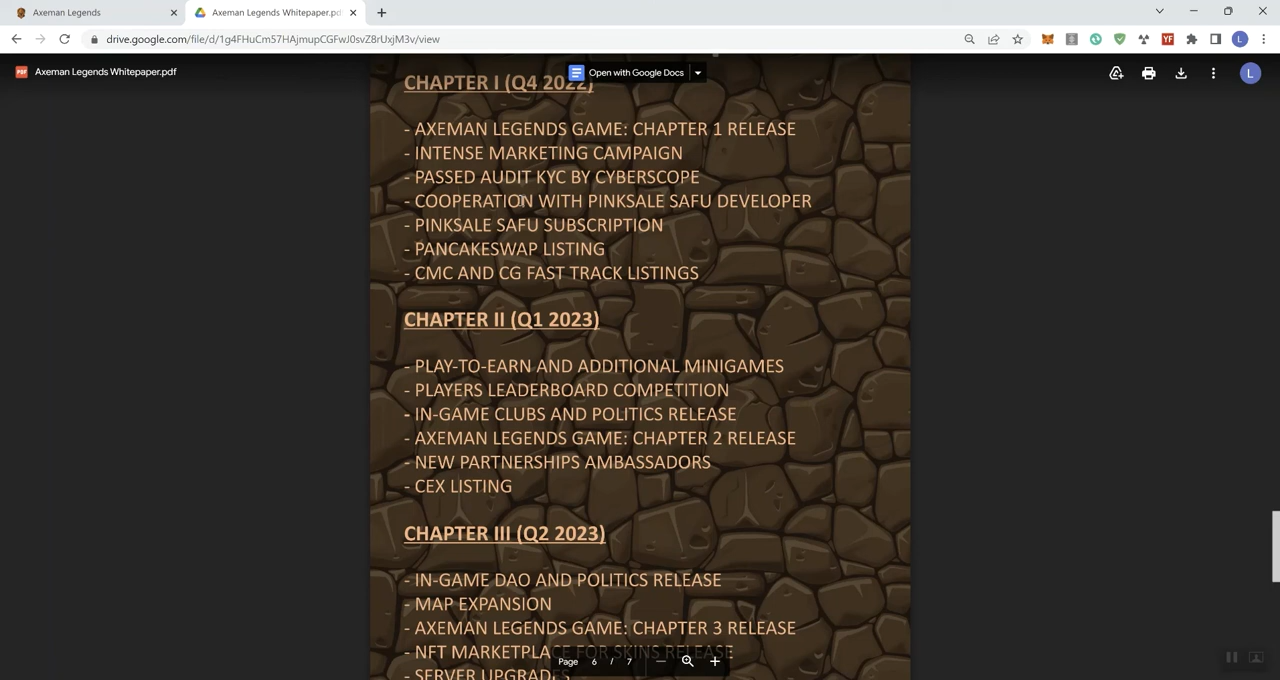 Axeman Legends
Axeman Legends Whitepaper.pd
drive.google.com/file/d/1g4FHuCm57HAjmupCGFwJ0svZ8rUxjM3v/view
YF
L
PDF
Axeman Legends Whitepaper.pdf
Open with Google Docs
L
CHAPTER I (Q4 2022)
- AXEMAN LEGENDS GAME: CHAPTER 1 RELEASE
- INTENSE MARKETING CAMPAIGN
- PASSED AUDIT KYC BY CYBERSCOPE
- COOPERATION WITH PINKSALE SAFU DEVELOPER
- PINKSALE SAFU SUBSCRIPTION
- PANCAKESWAP LISTING
- CMC AND CG FAST TRACK LISTINGS
CHAPTER II (Q1 2023)
- PLAY-TO-EARN AND ADDITIONAL MINIGAMES
- PLAYERS LEADERBOARD COMPETITION
- IN-GAME CLUBS AND POLITICS RELEASE
- AXEMAN LEGENDS GAME: CHAPTER 2 RELEASE
- NEW PARTNERSHIPS AMBASSADORS
- CEX LISTING
CHAPTER III (Q2 2023)
- IN-GAME DAO AND POLITICS RELEASE
- MAP EXPANSION
- AXEMAN LEGENDS GAME: CHAPTER 3 RELEASE
- NFT MARKETPLACE FOR SKINS RELEASE
Page 6 / 7
- SERVER UPGRADES